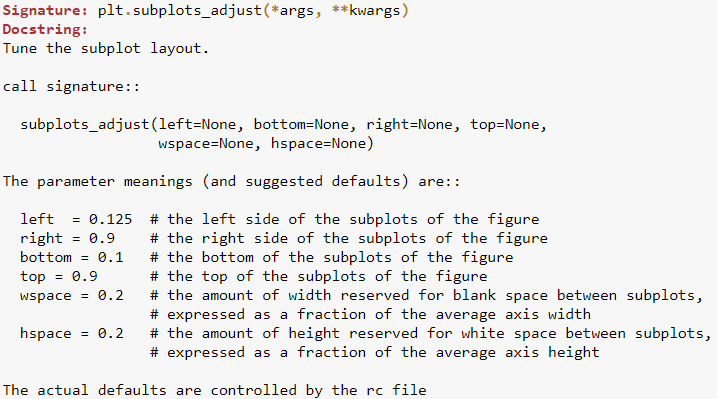 Signature: plt.subplots_adjust(*args, **kwargs)
Docstring:
Tune the subplot layout.

call signature::

  subplots_adjust(left=None, bottom=None, right=None, top=None,
                  wspace=None, hspace=None)

The parameter meanings (and suggested defaults) are::

  left  = 0.125  # the left side of the subplots of the figure
  right = 0.9    # the right side of the subplots of the figure
  bottom = 0.1   # the bottom of the subplots of the figure
  top = 0.9      # the top of the subplots of the figure
  wspace = 0.2   # the amount of width reserved for blank space between subplots,
                 # expressed as a fraction of the average axis width
  hspace = 0.2   # the amount of height reserved for white space between subplots,
                 # expressed as a fraction of the average axis height

The actual defaults are controlled by the rc file